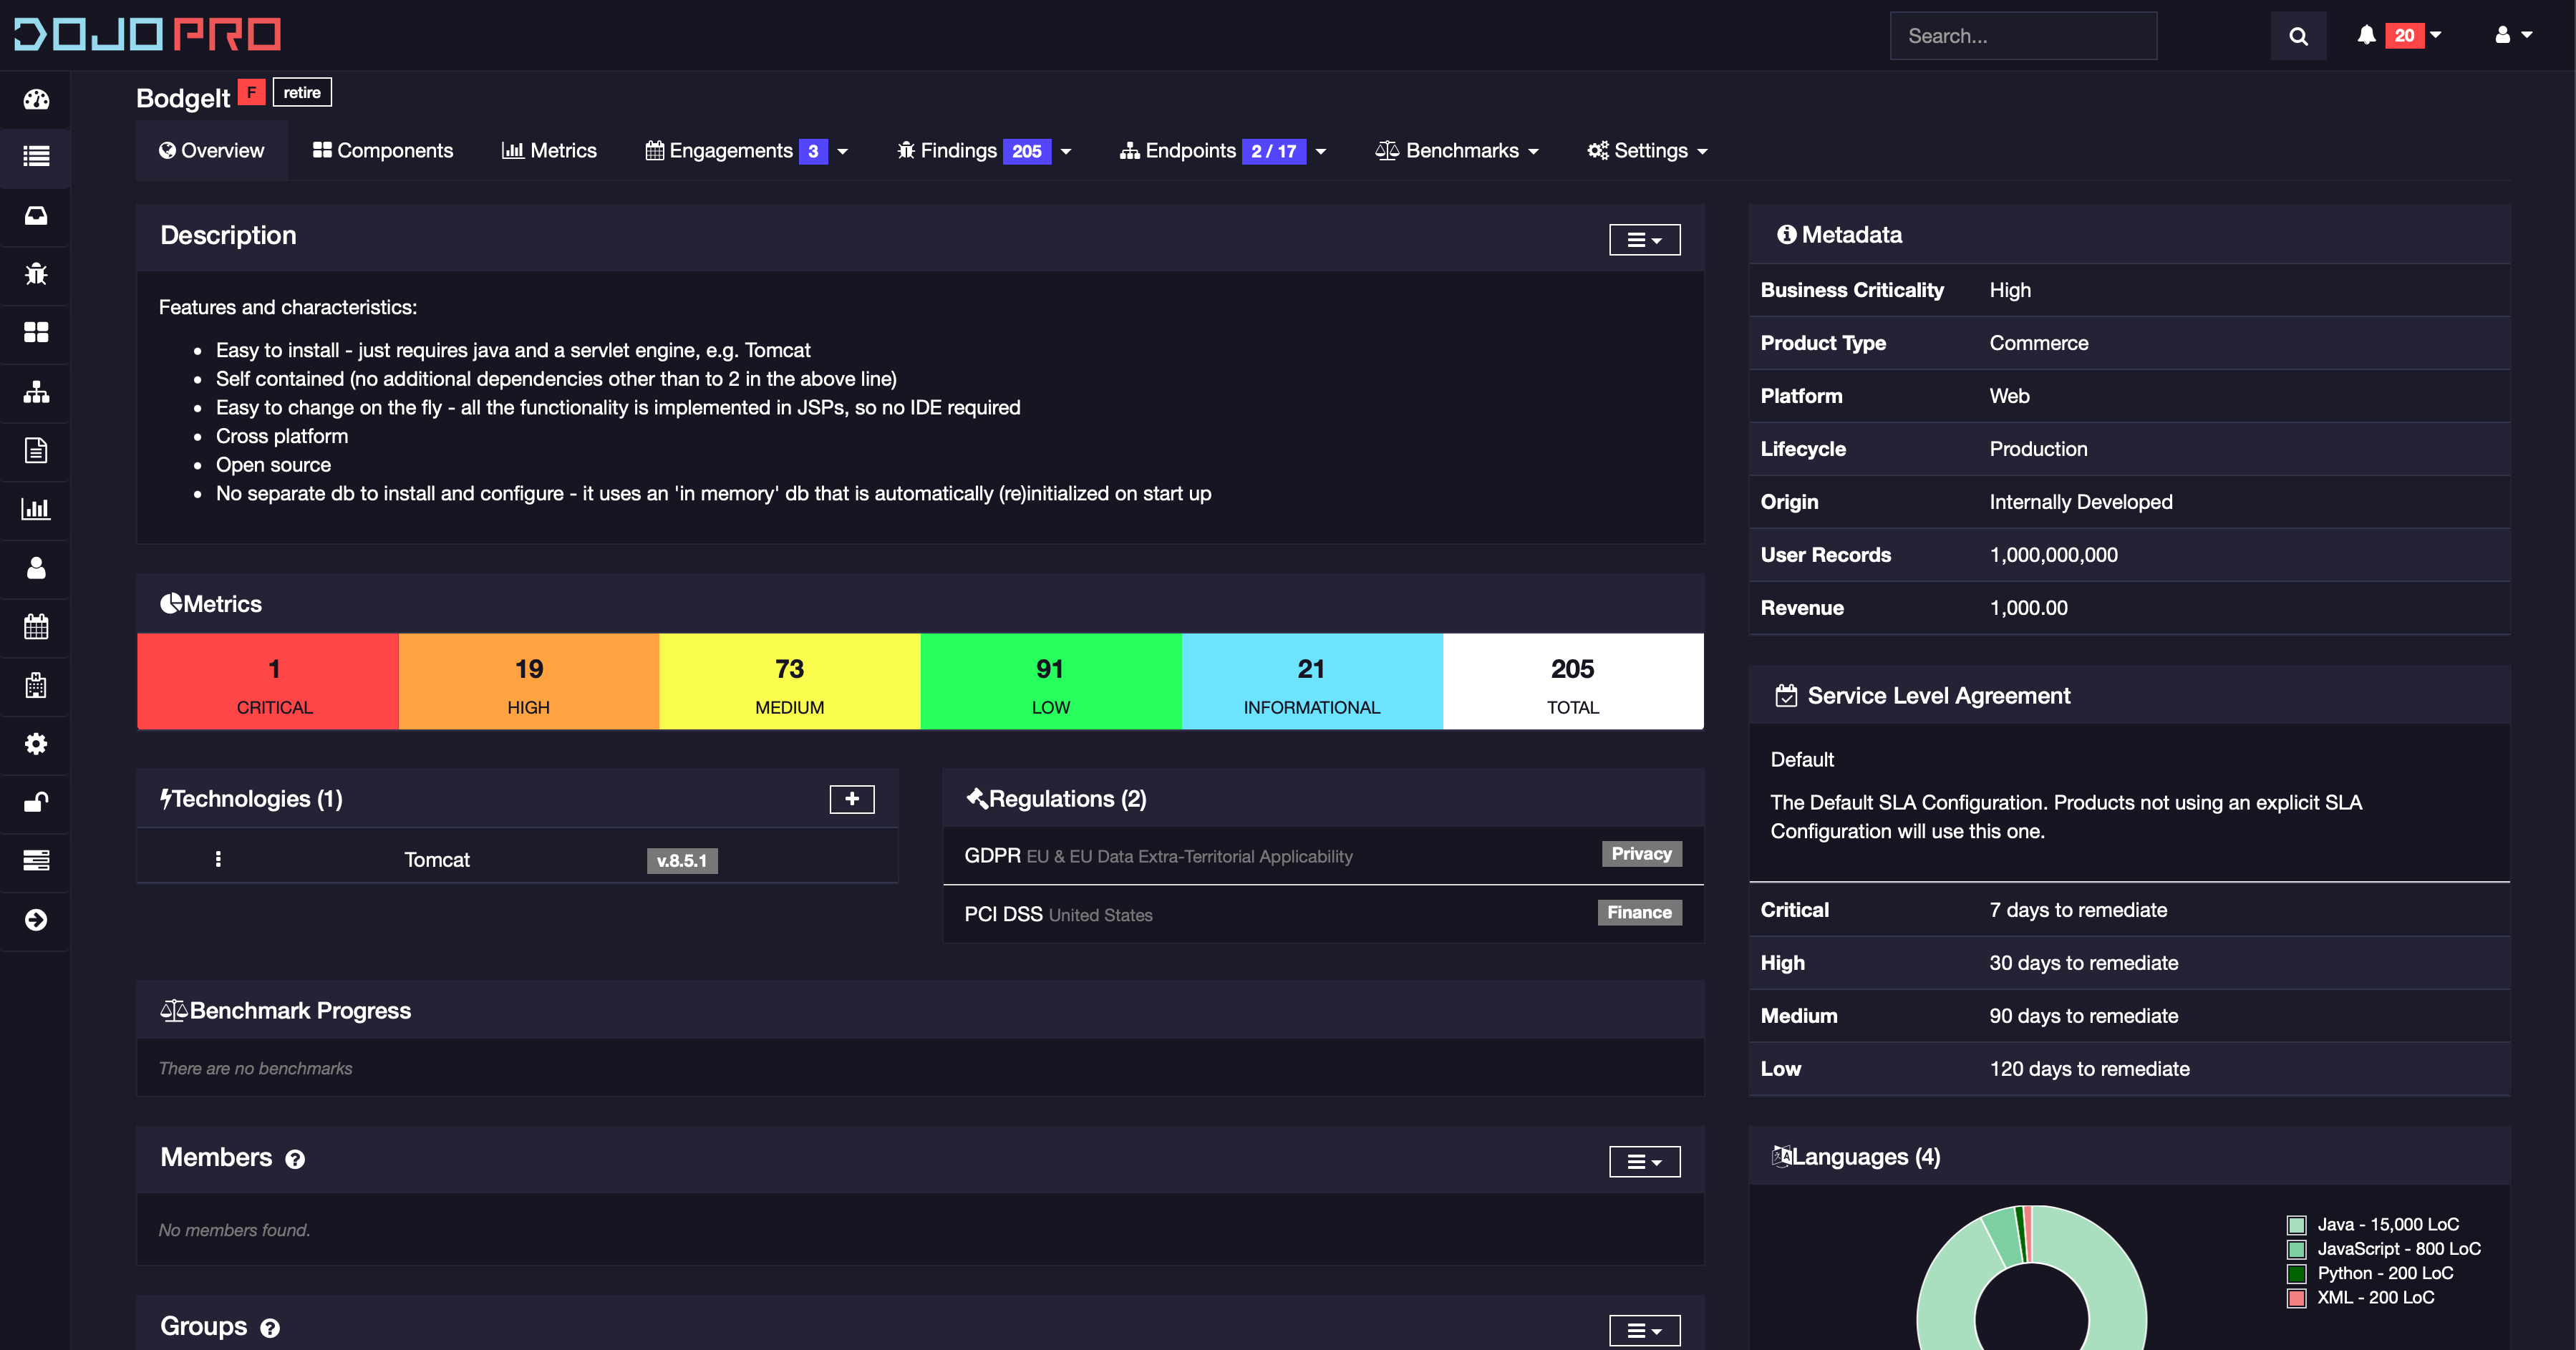 DOJO PRO
Search...
20
BodgeIt F retire
Overview Components Metrics Engagements 3 Findings 205 Endpoints 2 / 17 Benchmarks Settings
Description
Features and characteristics:
Easy to install - just requires java and a servlet engine, e.g. Tomcat
Self contained (no additional dependencies other than to 2 in the above line)
Easy to change on the fly - all the functionality is implemented in JSPs, so no IDE required
Cross platform
Open source
No separate db to install and configure - it uses an 'in memory' db that is automatically (re)initialized on start up
Metrics
1 19 73 91 21 205
CRITICAL HIGH MEDIUM LOW INFORMATIONAL TOTAL
Technologies (1)
Tomcat v.8.5.1
Regulations (2)
GDPR EU & EU Data Extra-Territorial Applicability Privacy
PCI DSS United States Finance
Benchmark Progress
There are no benchmarks
Members
No members found.
Groups
Metadata
Business Criticality High
Product Type Commerce
Platform Web
Lifecycle Production
Origin Internally Developed
User Records 1,000,000,000
Revenue 1,000.00
Service Level Agreement
Default
The Default SLA Configuration. Products not using an explicit SLA
Configuration will use this one.
Critical 7 days to remediate
High 30 days to remediate
Medium 90 days to remediate
Low 120 days to remediate
Languages (4)
Java - 15,000 LoC
JavaScript - 800 LoC
Python - 200 LoC
XML - 200 LoC